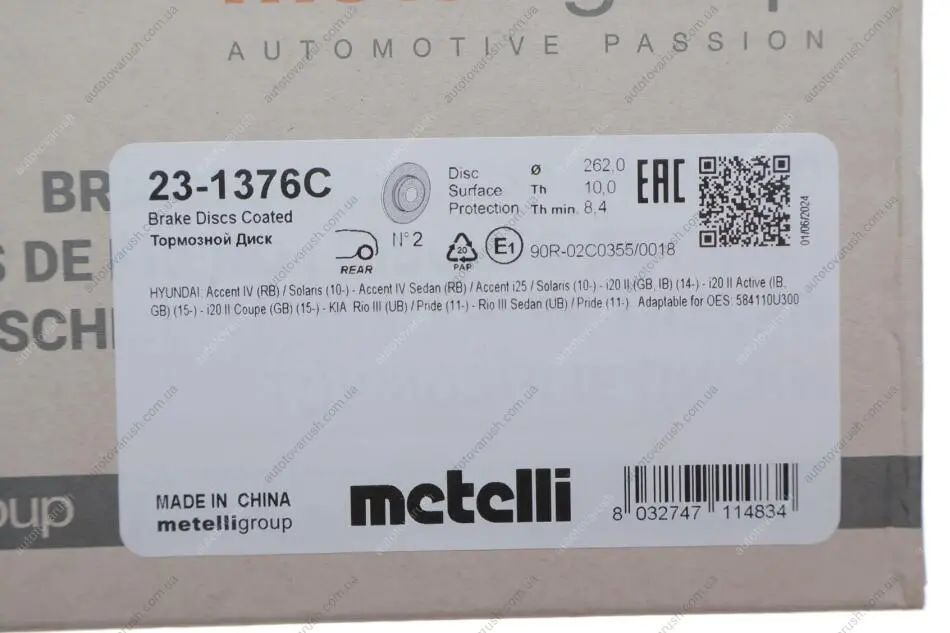 AUTOMOTIVE PASSION
BR
S DE
SCH
oup
23-1376C
Brake Discs Coated
Тормозной Диск
Disc
Surface
Protection
Ø 262,0
Th 10,0
Th min. 8,4
EAC
01/06/2024
REAR
N°2
20
PAP
E1
90R-02C0355/0018
HYUNDAI: Accent IV (RB) / Solaris (10-) - Accent IV Sedan (RB) / Accent i25 / Solaris (10-) - i20 II (GB, IB) (14-) - i20 II Active (IB,
GB) (15-) - i20 II Coupe (GB) (15-) - KIA Rio III (UB) / Pride (11-) - Rio III Sedan (UB) / Pride (11-). Adaptable for OES: 584110U300
MADE IN CHINA
metelligroup
metelli
8 032747 114834
autotovarush.com.ua